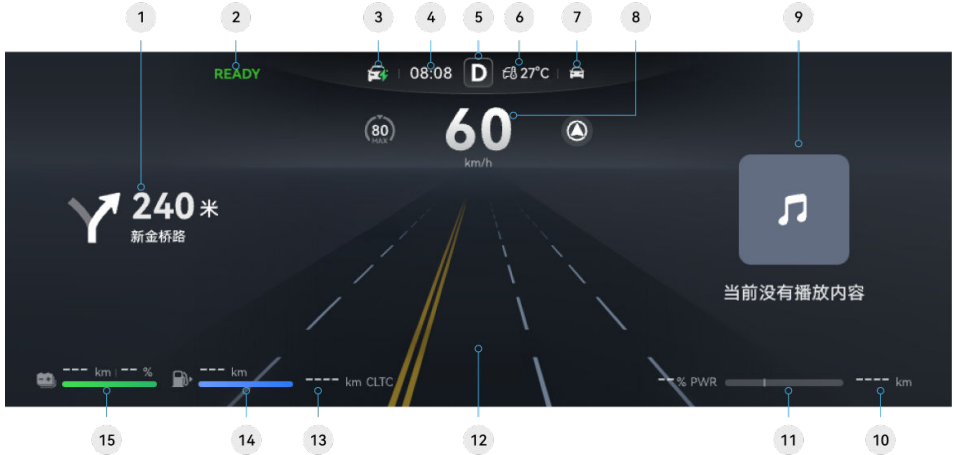 1 2 3 4 5 6 7 8 9
READY 08:08 D 27°C
80 MAX 60
km/h
240米
新金桥路
当前没有播放内容
--- km | -- % --- km ---- km CLTC --% PWR ---- km
15 14 13 12 11 10